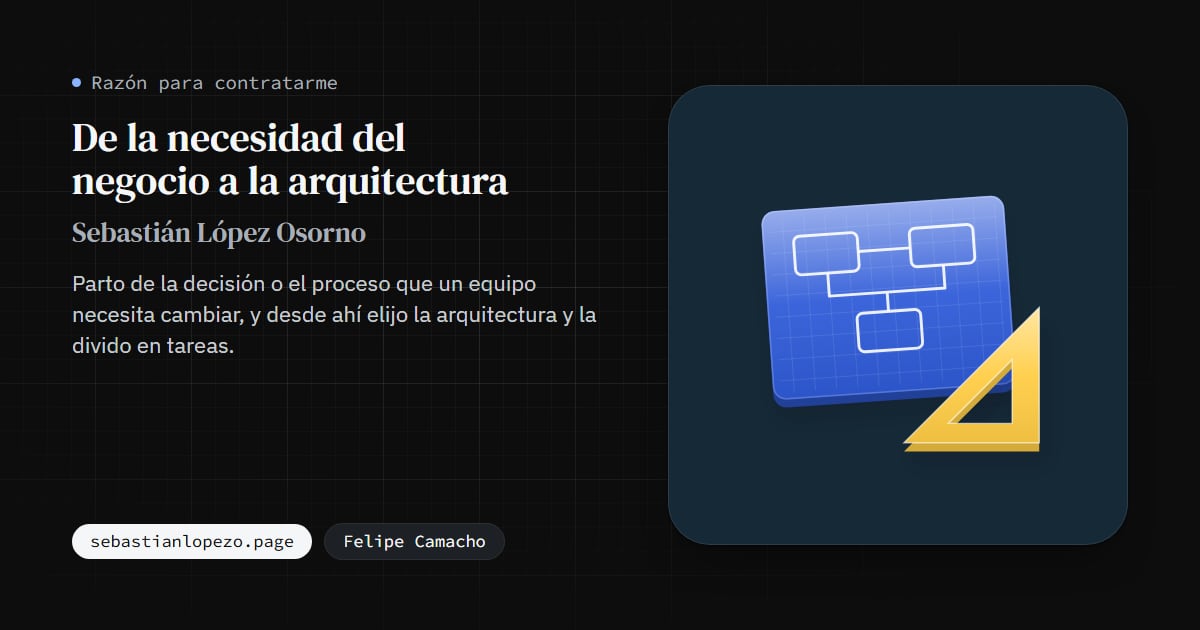 Razón para contratarme
De la necesidad del
negocio a la arquitectura
Sebastián López Osorno
Parto de la decisión o el proceso que un equipo
necesita cambiar, y desde ahí elijo la arquitectura y la
divido en tareas.
sebastianlopezo.page
Felipe Camacho